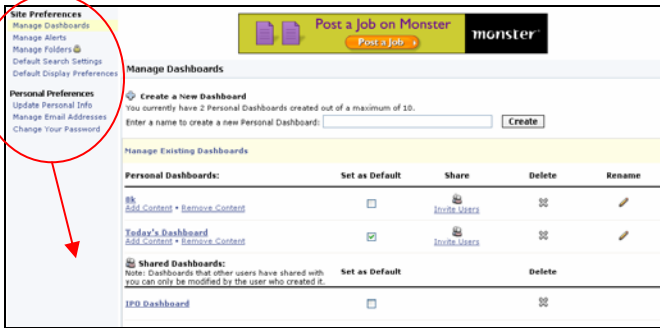 Site Preferences
Manage Dashboards
Manage Alerts
Manage Folders
Default Search Settings
Default Display Preferences
Personal Preferences
Update Personal Info
Manage Email Addresses
Change Your Password
Post a Job on Monster
Post a Job
monster
Manage Dashboards
Create a New Dashboard
You currently have 2 Personal Dashboards created out of a maximum of 10.
Enter a name to create a new Personal Dashboard: Create
Manage Existing Dashboards
Personal Dashboards: Set as Default Share Delete Rename
8k
Add Content • Remove Content Invite Users
Today's Dashboard
Add Content • Remove Content Invite Users
Shared Dashboards:
Note: Dashboards that other users have shared with Set as Default Delete
you can only be modified by the user who created it.
IPO Dashboard